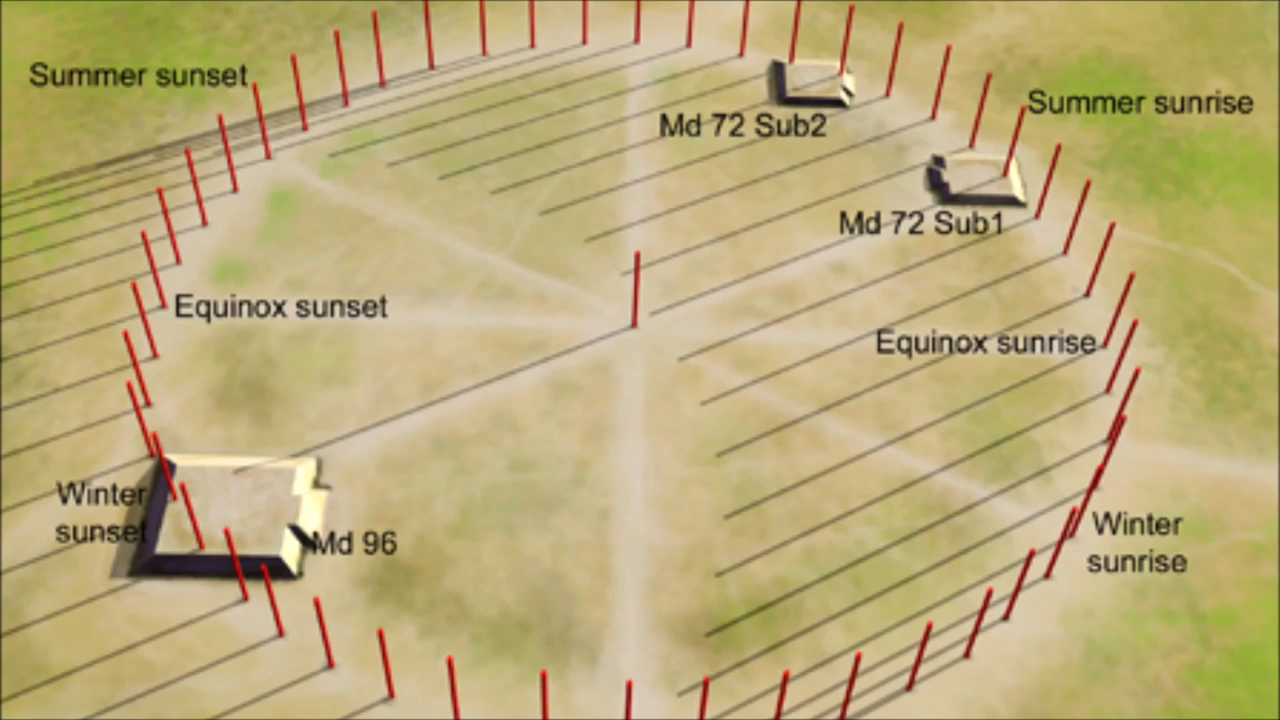 Summer sunset
Summer sunrise
Md 72 Sub2
Md 72 Sub1
Equinox sunset
Equinox sunrise
Winter
sunset
Md 96
Winter
sunrise